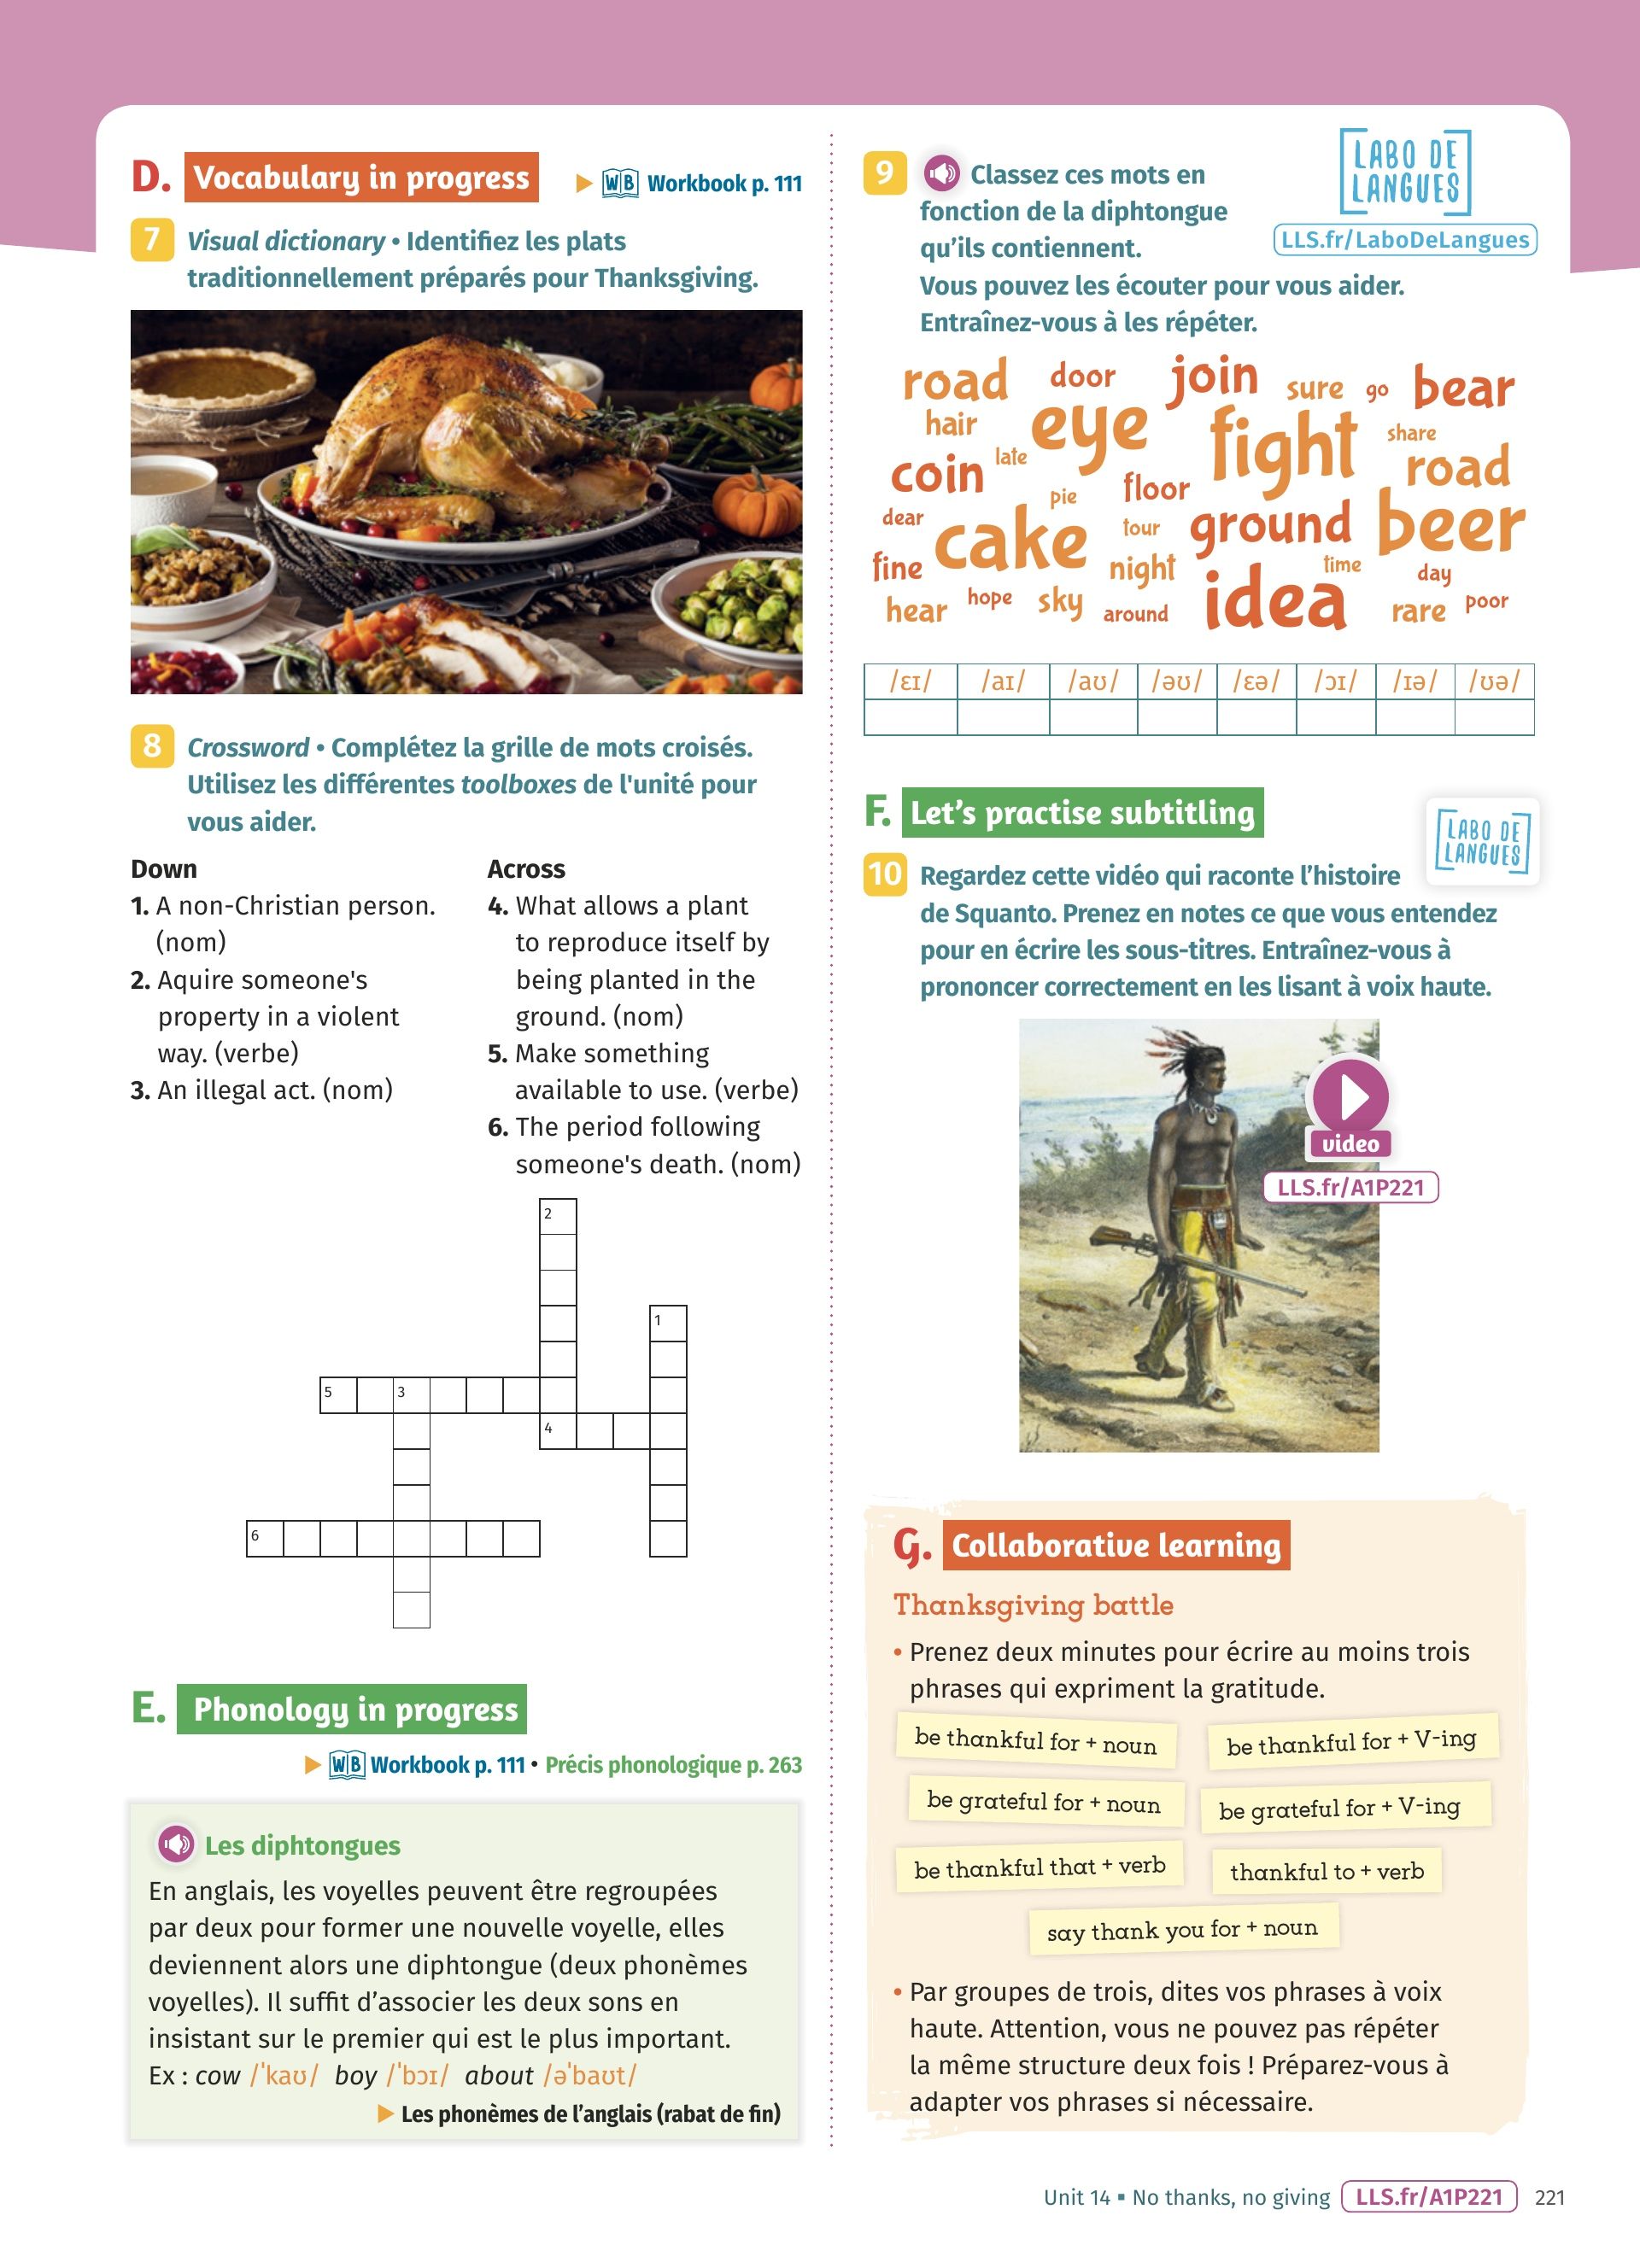 D. Vocabulary in progress
WB Workbook p. 111
7 Visual dictionary • Identifiez les plats
traditionnellement préparés pour Thanksgiving.
8 Crossword • Complétez la grille de mots croisés.
Utilisez les différentes toolboxes de l'unité pour
vous aider.
Down
1. A non-Christian person.
(nom)
2. Aquire someone's
property in a violent
way. (verbe)
3. An illegal act. (nom)
Across
4. What allows a plant
to reproduce itself by
being planted in the
ground. (nom)
5. Make something
available to use. (verbe)
6. The period following
someone's death. (nom)
2
1
5 3
4
6
E. Phonology in progress
WB Workbook p. 111 • Précis phonologique p. 263
Les diphtongues
En anglais, les voyelles peuvent être regroupées
par deux pour former une nouvelle voyelle, elles
deviennent alors une diphtongue (deux phonèmes
voyelles). Il suffit d’associer les deux sons en
insistant sur le premier qui est le plus important.
Ex : cow /ˈkaʊ/ boy /ˈbɔɪ/ about /əˈbaʊt/
Les phonèmes de l’anglais (rabat de fin)
9 Classez ces mots en
fonction de la diphtongue
qu’ils contiennent.
Vous pouvez les écouter pour vous aider.
Entraînez-vous à les répéter.
LABO DE
LANGUES
LLS.fr/LaboDeLangues
road door join sure go bear
hair eye fight share
coin late pie floor road
dear cake tour ground beer
fine night time day
hear hope sky around idea rare poor
/ɛɪ/ /aɪ/ /aʊ/ /əʊ/ /ɛə/ /ɔɪ/ /ɪə/ /ʊə/
F. Let’s practise subtitling
LABO DE
LANGUES
10 Regardez cette vidéo qui raconte l’histoire
de Squanto. Prenez en notes ce que vous entendez
pour en écrire les sous-titres. Entraînez-vous à
prononcer correctement en les lisant à voix haute.
video
LLS.fr/A1P221
G. Collaborative learning
Thanksgiving battle
• Prenez deux minutes pour écrire au moins trois
phrases qui expriment la gratitude.
be thankful for + noun
be thankful for + V-ing
be grateful for + noun
be grateful for + V-ing
be thankful that + verb
thankful to + verb
say thank you for + noun
• Par groupes de trois, dites vos phrases à voix
haute. Attention, vous ne pouvez pas répéter
la même structure deux fois ! Préparez-vous à
adapter vos phrases si nécessaire.
Unit 14 ▪ No thanks, no giving LLS.fr/A1P221 221